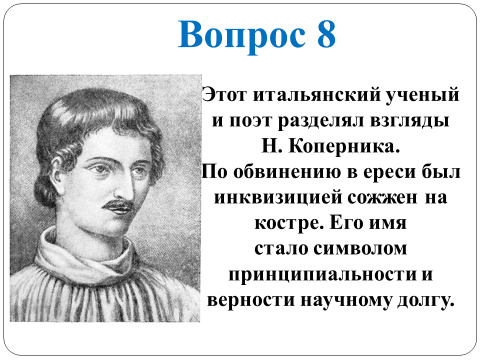 Вопрос 8
Этот итальянский ученый
и поэт разделял взгляды
Н. Коперника.
По обвинению в ереси был
инквизицией сожжен на
костре. Его имя
стало символом
принципиальности и
верности научному долгу.